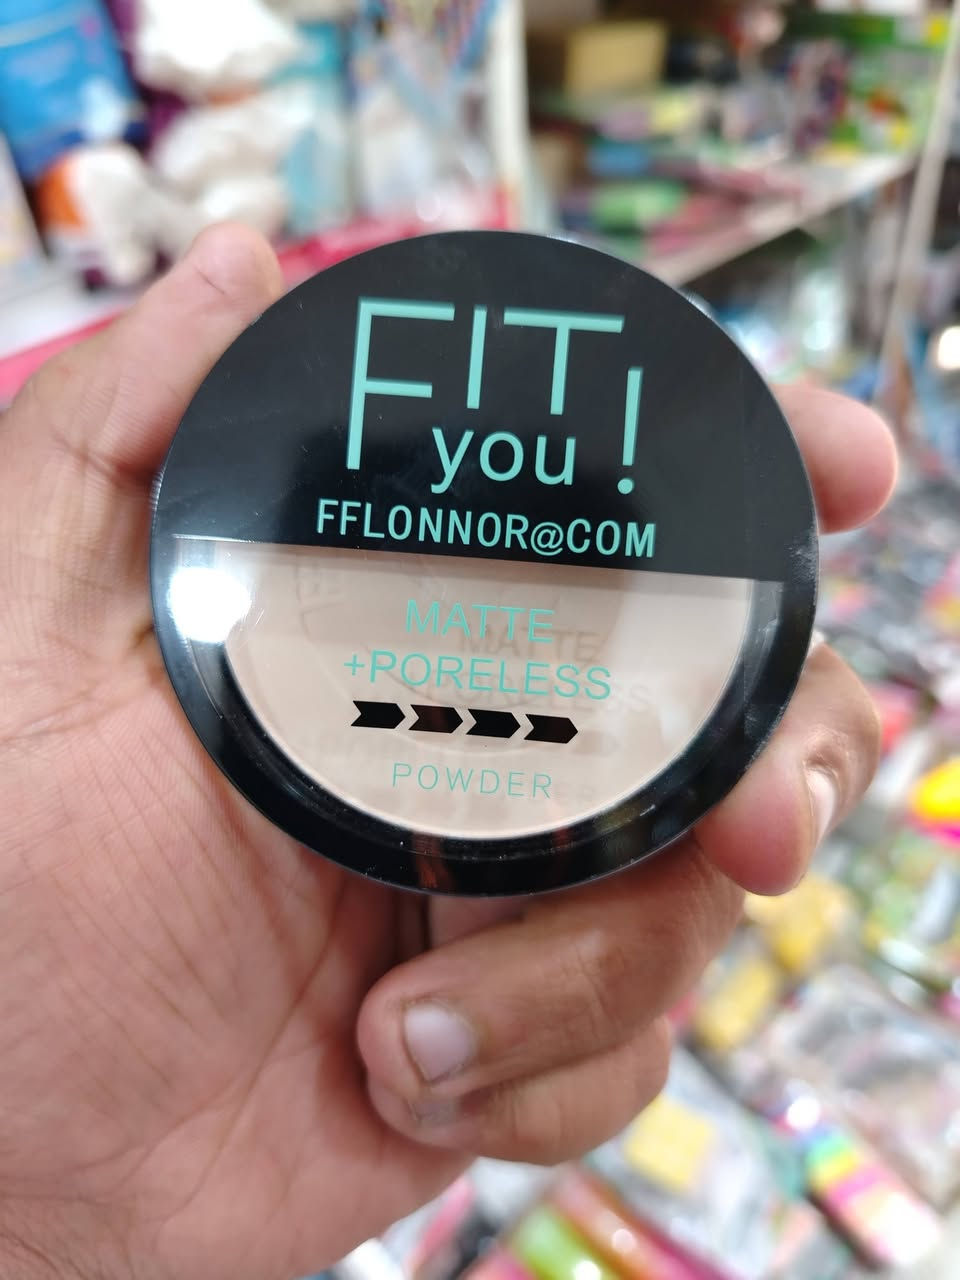 FIT
you!
FFLONNOR@COM
MATTE
+PORELESS
POWDER